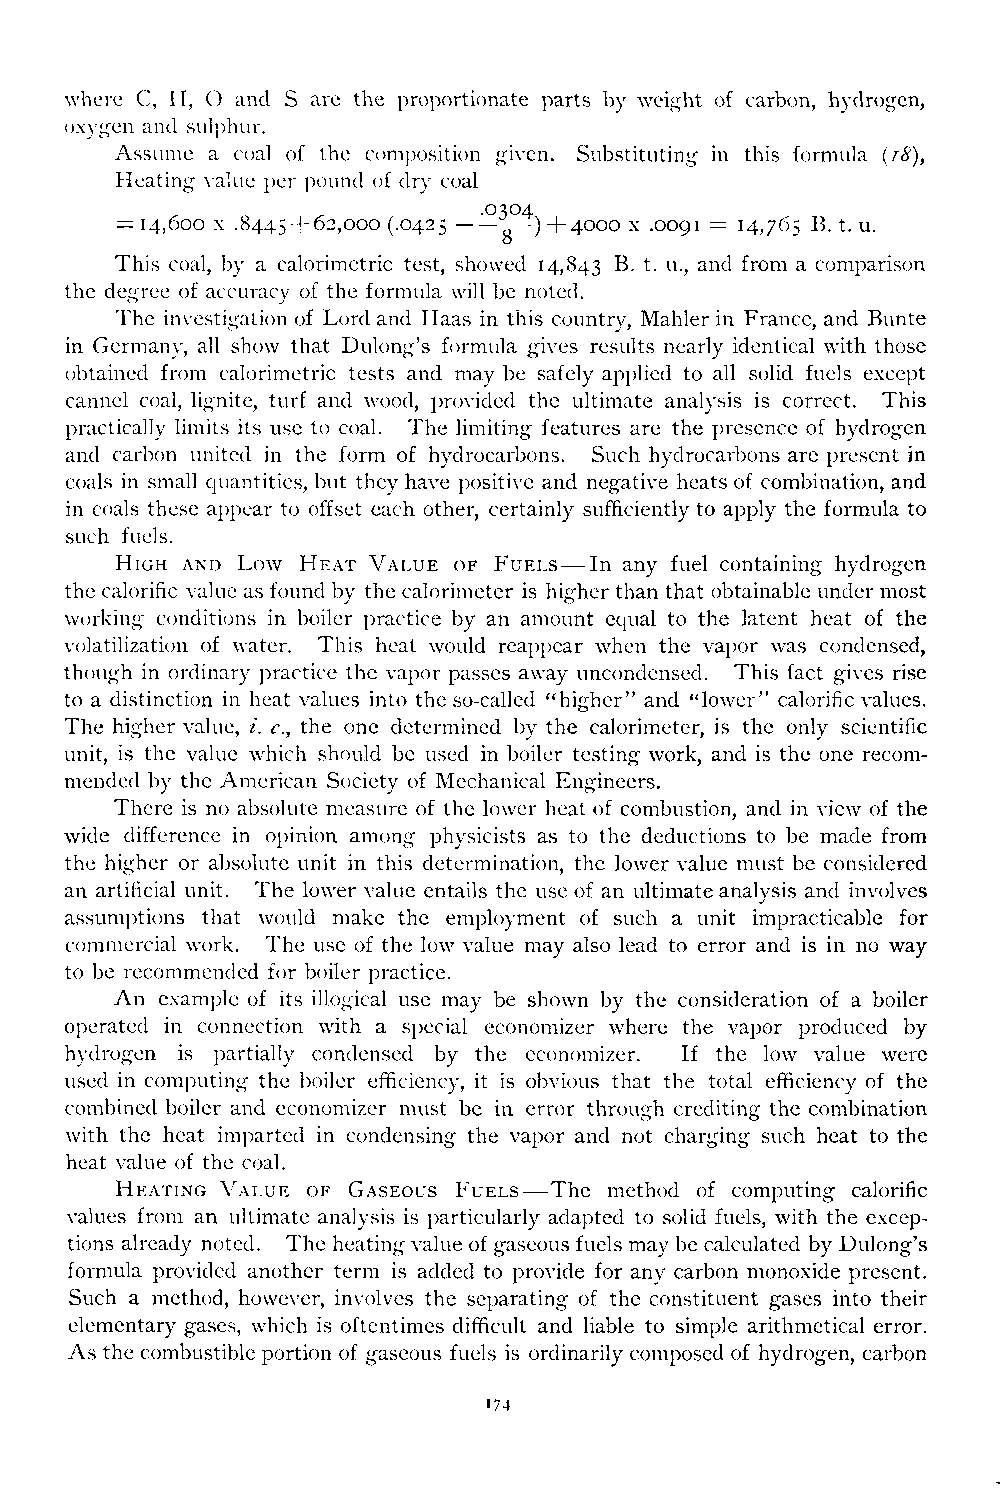 where C, H, O and S are the proportionate parts by weight of carbon, hydrogen,
oxygen and sulphur.
Assume a coal of the composition given. Substituting in this formula (18),
Heating value per pound of dry coal
= 14,600 x .8445 + 62,000 (.0425 — .0304/8) + 4000 x .0091 = 14,765 B. t. u.
This coal, by a calorimetric test, showed 14,843 B. t. u., and from a comparison
the degree of accuracy of the formula will be noted.
The investigation of Lord and Haas in this country, Mahler in France, and Bunte
in Germany, all show that Dulong's formula gives results nearly identical with those
obtained from calorimetric tests and may be safely applied to all solid fuels except
cannel coal, lignite, turf and wood, provided the ultimate analysis is correct. This
practically limits its use to coal. The limiting features are the presence of hydrogen
and carbon united in the form of hydrocarbons. Such hydrocarbons are present in
coals in small quantities, but they have positive and negative heats of combination, and
in coals these appear to offset each other, certainly sufficiently to apply the formula to
such fuels.
High and Low Heat Value of Fuels—In any fuel containing hydrogen
the calorific value as found by the calorimeter is higher than that obtainable under most
working conditions in boiler practice by an amount equal to the latent heat of the
volatilization of water. This heat would reappear when the vapor was condensed,
though in ordinary practice the vapor passes away uncondensed. This fact gives rise
to a distinction in heat values into the so-called "higher" and "lower" calorific values.
The higher value, i. e., the one determined by the calorimeter, is the only scientific
unit, is the value which should be used in boiler testing work, and is the one recom-
mended by the American Society of Mechanical Engineers.
There is no absolute measure of the lower heat of combustion, and in view of the
wide difference in opinion among physicists as to the deductions to be made from
the higher or absolute unit in this determination, the lower value must be considered
an artificial unit. The lower value entails the use of an ultimate analysis and involves
assumptions that would make the employment of such a unit impracticable for
commercial work. The use of the low value may also lead to error and is in no way
to be recommended for boiler practice.
An example of its illogical use may be shown by the consideration of a boiler
operated in connection with a special economizer where the vapor produced by
hydrogen is partially condensed by the economizer. If the low value were
used in computing the boiler efficiency, it is obvious that the total efficiency of the
combined boiler and economizer must be in error through crediting the combination
with the heat imparted in condensing the vapor and not charging such heat to the
heat value of the coal.
Heating Value of Gaseous Fuels—The method of computing calorific
values from an ultimate analysis is particularly adapted to solid fuels, with the excep-
tions already noted. The heating value of gaseous fuels may be calculated by Dulong's
formula provided another term is added to provide for any carbon monoxide present.
Such a method, however, involves the separating of the constituent gases into their
elementary gases, which is oftentimes difficult and liable to simple arithmetical error.
As the combustible portion of gaseous fuels is ordinarily composed of hydrogen, carbon
174